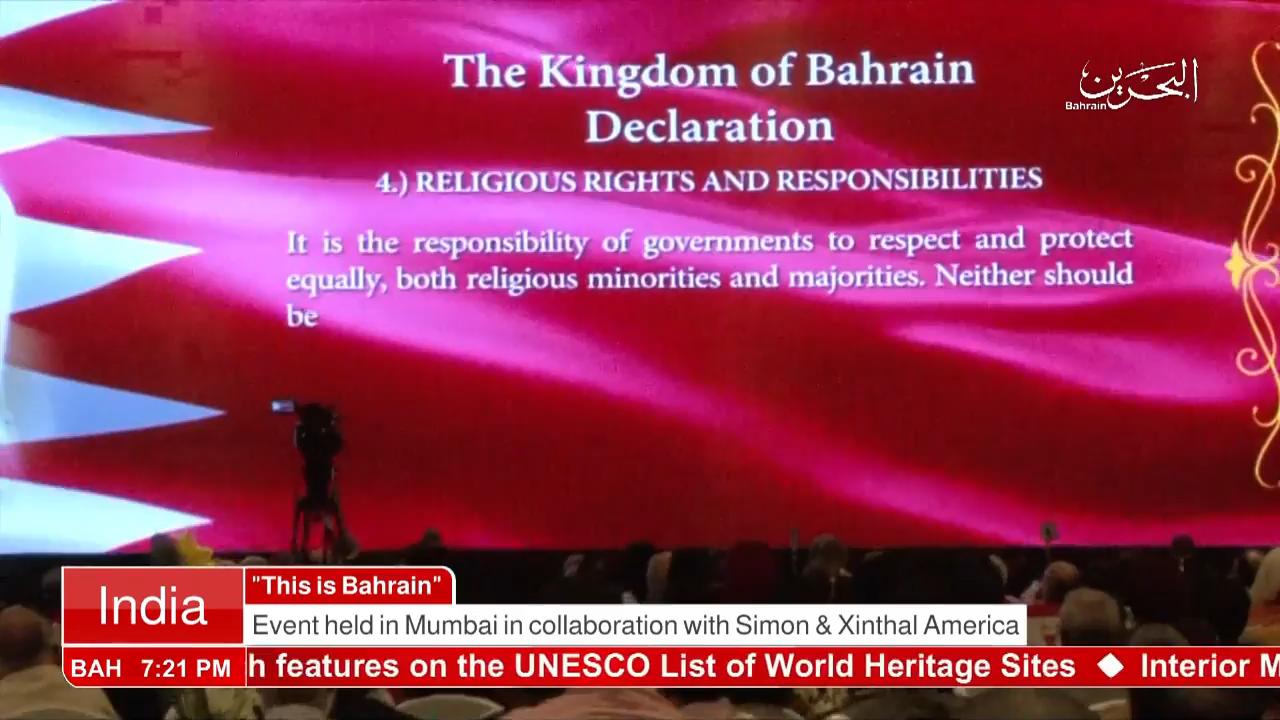 The Kingdom of Bahrain
Declaration
4.) RELIGIOUS RIGHTS AND RESPONSIBILITIES
It is the responsibility of governments to respect and protect
equally, both religious minorities and majorities. Neither should
be
البحرين
Bahrain
India
"This is Bahrain"
Event held in Mumbai in collaboration with Simon & Xinthal America
BAH 7:21 PM
h features on the UNESCO List of World Heritage Sites ◆ Interior M